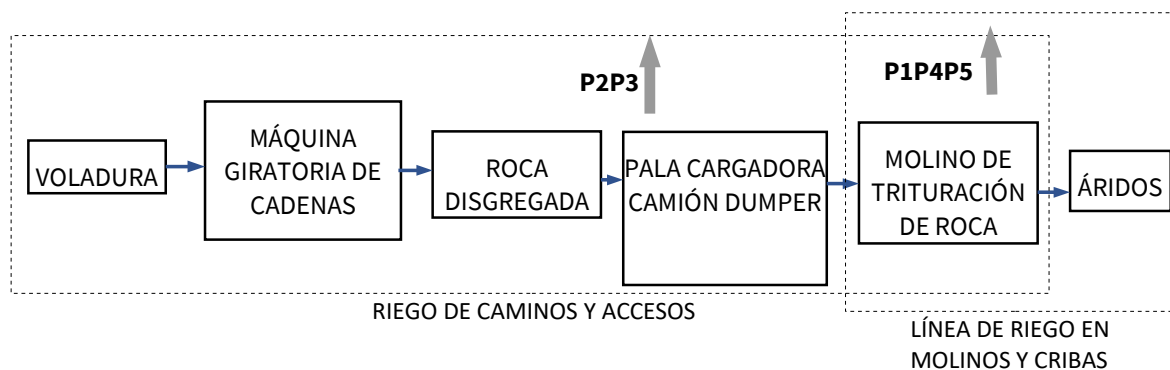 P2P3
P1P4P5
VOLADURA
MÁQUINA
GIRATORIA DE
CADENAS
ROCA
DISGREGADA
PALA CARGADORA
CAMIÓN DUMPER
MOLINO DE
TRITURACIÓN
DE ROCA
ÁRIDOS
RIEGO DE CAMINOS Y ACCESOS
LÍNEA DE RIEGO EN
MOLINOS Y CRIBAS